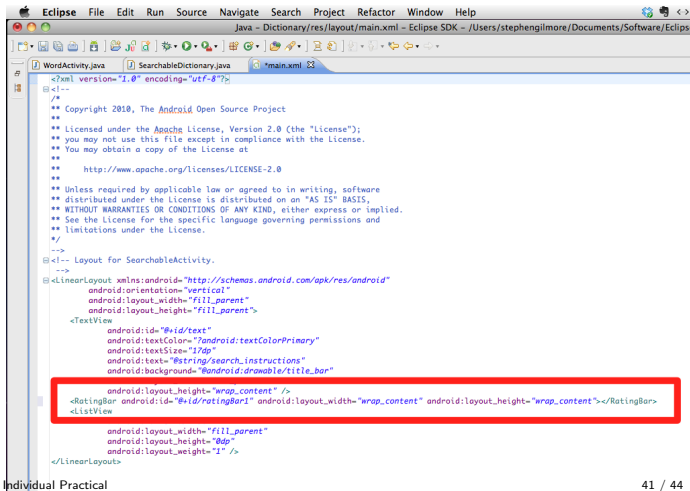 Eclipse File Edit Run Source Navigate Search Project Refactor Window Help
Java – Dictionary/res/layout/main.xml – Eclipse SDK – /Users/stephengilmore/Documents/Software/Eclips
WordActivity.java SearchableDictionary.java *main.xml
<?xml version="1.0" encoding="utf-8"?>
<!--
/*
** Copyright 2010, The Android Open Source Project
**
** Licensed under the Apache License, Version 2.0 (the "License");
** you may not use this file except in compliance with the License.
** You may obtain a copy of the License at
**
** http://www.apache.org/licenses/LICENSE-2.0
**
** Unless required by applicable law or agreed to in writing, software
** distributed under the License is distributed on an "AS IS" BASIS,
** WITHOUT WARRANTIES OR CONDITIONS OF ANY KIND, either express or implied.
** See the License for the specific language governing permissions and
** limitations under the License.
*/
-->
<!-- Layout for SearchableActivity.
-->
<LinearLayout xmlns:android="http://schemas.android.com/apk/res/android"
android:orientation="vertical"
android:layout_width="fill_parent"
android:layout_height="fill_parent">
<TextView
android:id="@+id/text"
android:textColor="?android:textColorPrimary"
android:textSize="17dp"
android:text="@string/search_instructions"
android:background="@android:drawable/title_bar"
android:layout_height="wrap_content" />
<RatingBar android:id="@+id/ratingBar1" android:layout_width="wrap_content" android:layout_height="wrap_content"></RatingBar>
<ListView
android:layout_width="fill_parent"
android:layout_height="0dp"
android:layout_weight="1" />
</LinearLayout>
Individual Practical 41 / 44